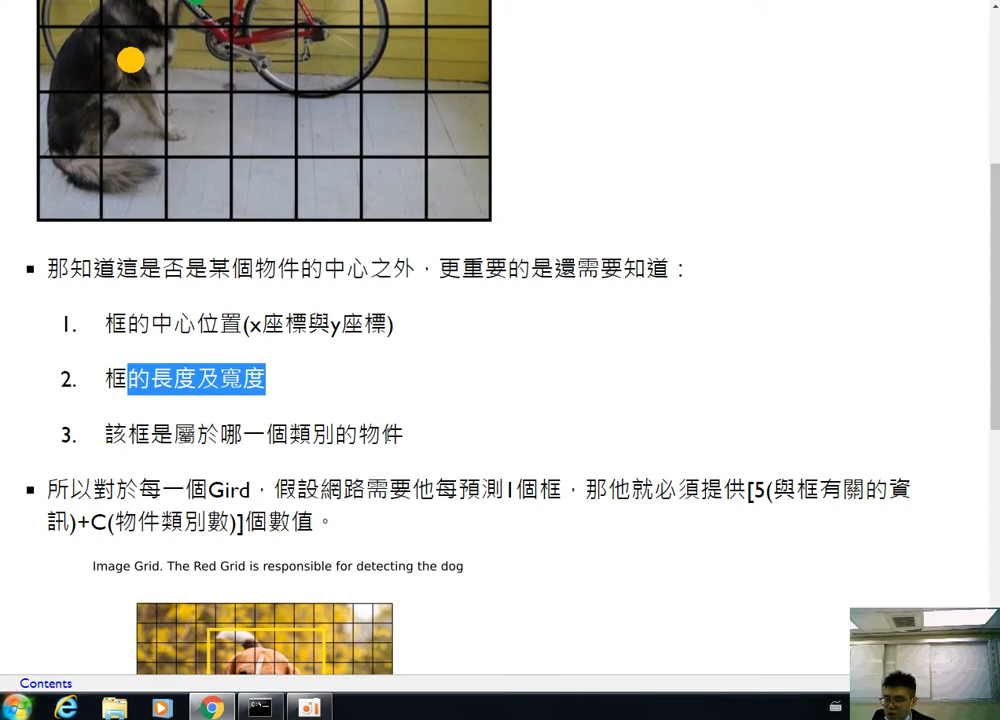 那知道這是否是某個物件的中心之外，更重要的是還需要知道：
1. 框的中心位置(x座標與y座標)
2. 框的長度及寬度
3. 該框是屬於哪一個類別的物件
所以對於每一個Gird，假設網路需要他每預測1個框，那他就必須提供[5(與框有關的資
訊)+C(物件類別數)]個數值。
Image Grid. The Red Grid is responsible for detecting the dog
Contents